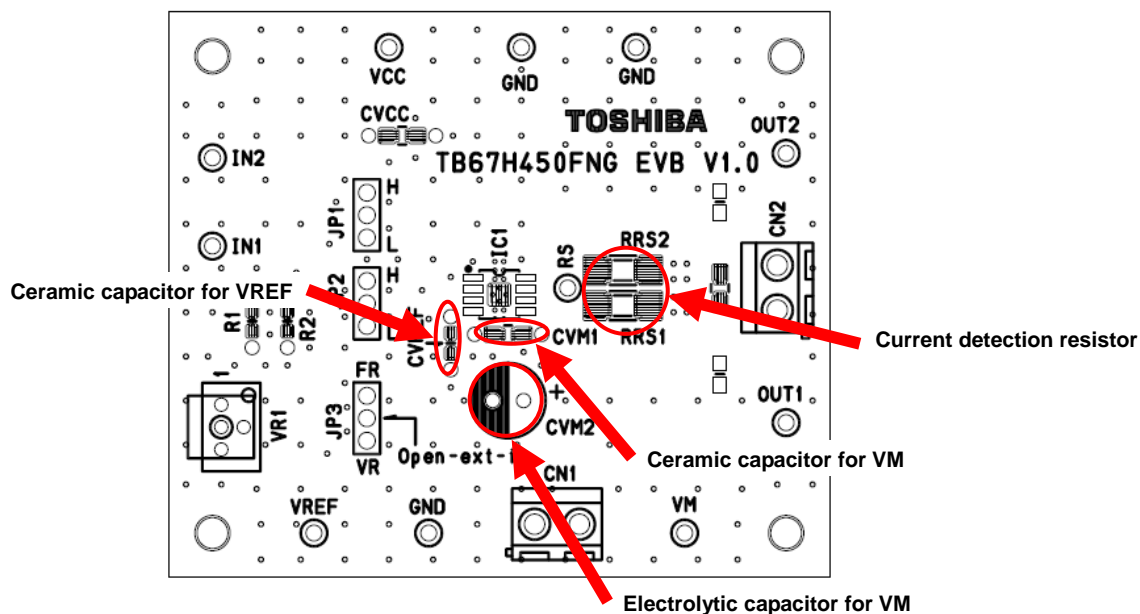 VCC
GND
GND
CVCC
TOSHIBA
OUT2
TB67H450FNG EVB V1.0
IN2
JP1
H
L
IC1
RS
RRS2
CN2
IN1
H
Ceramic capacitor for VREF
R1
R2
CVM1
RRS1
Current detection resistor
1
FR
+
OUT1
VR1
JP3
CVM2
Open-ext-
VR
Ceramic capacitor for VM
CN1
VREF
GND
VM
Electrolytic capacitor for VM